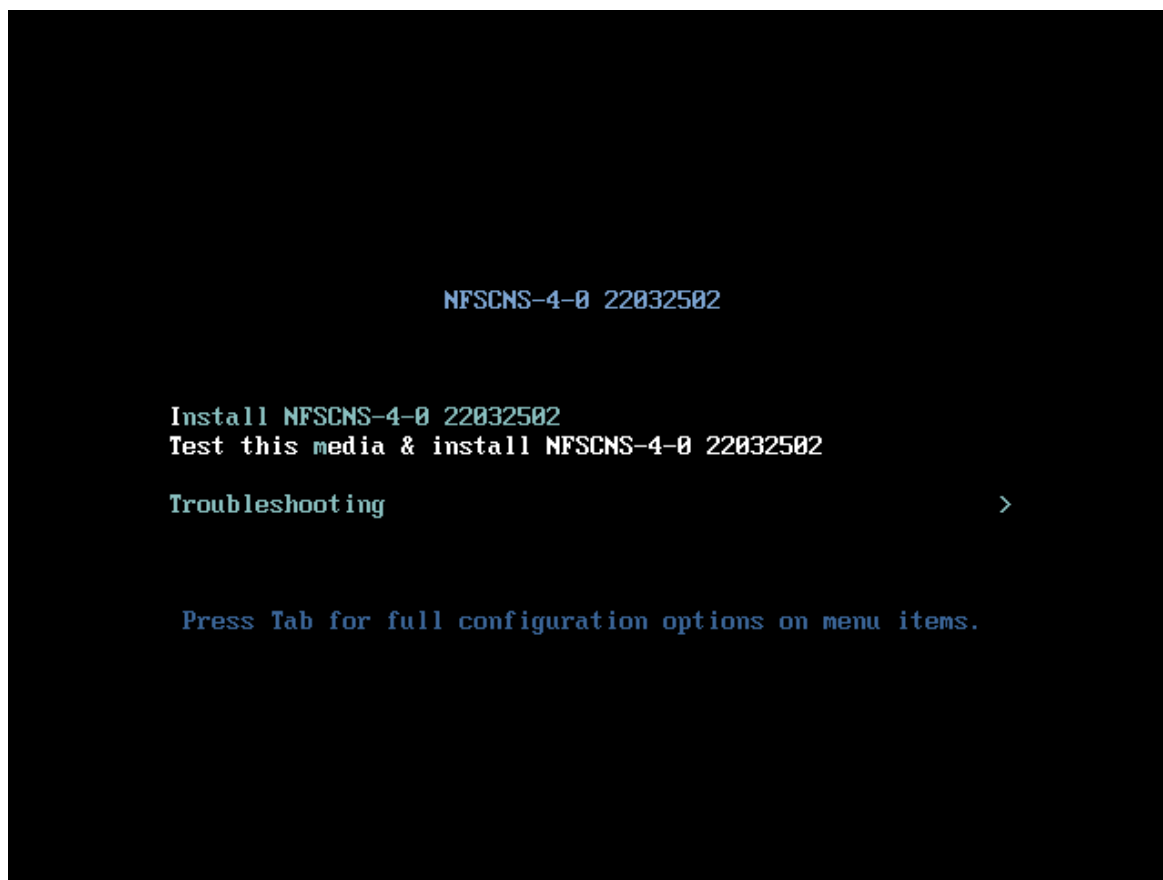 NFSCNS-4-0 22032502
Install NFSCNS-4-0 22032502
Test this media & install NFSCNS-4-0 22032502
Troubleshooting >
Press Tab for full configuration options on menu items.